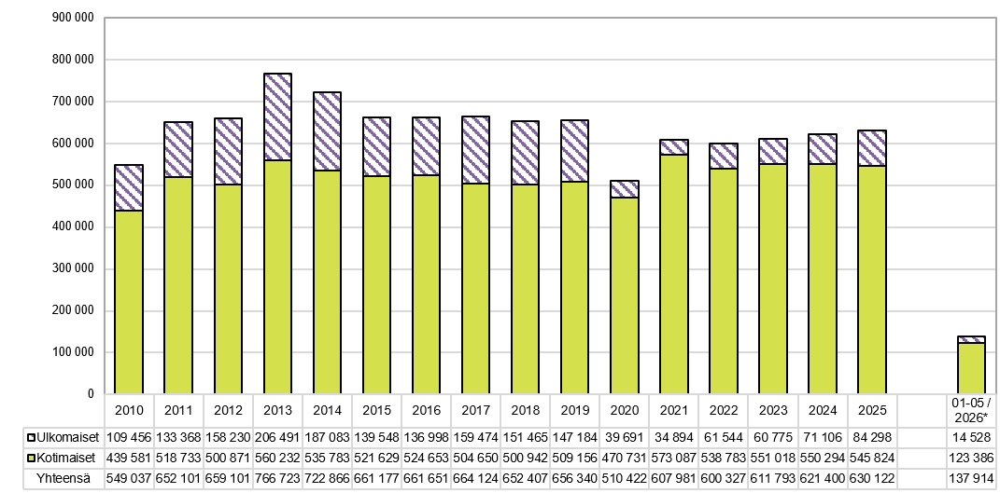 900 000
800 000
700 000
600 000
500 000
400 000
300 000
200 000
100 000
0
2010 2011 2012 2013 2014 2015 2016 2017 2018 2019 2020 2021 2022 2023 2024 2025 01-05 /
2026*
Ulkomaiset 109 456 133 368 158 230 206 491 187 083 139 548 136 998 159 474 151 465 147 184 39 691 34 894 61 544 60 775 71 106 84 298 14 528
Kotimaiset 439 581 518 733 500 871 560 232 535 783 521 629 524 653 504 650 500 942 509 156 470 731 573 087 538 783 551 018 550 294 545 824 123 386
Yhteensä 549 037 652 101 659 101 766 723 722 866 661 177 661 651 664 124 652 407 656 340 510 422 607 981 600 327 611 793 621 400 630 122 137 914